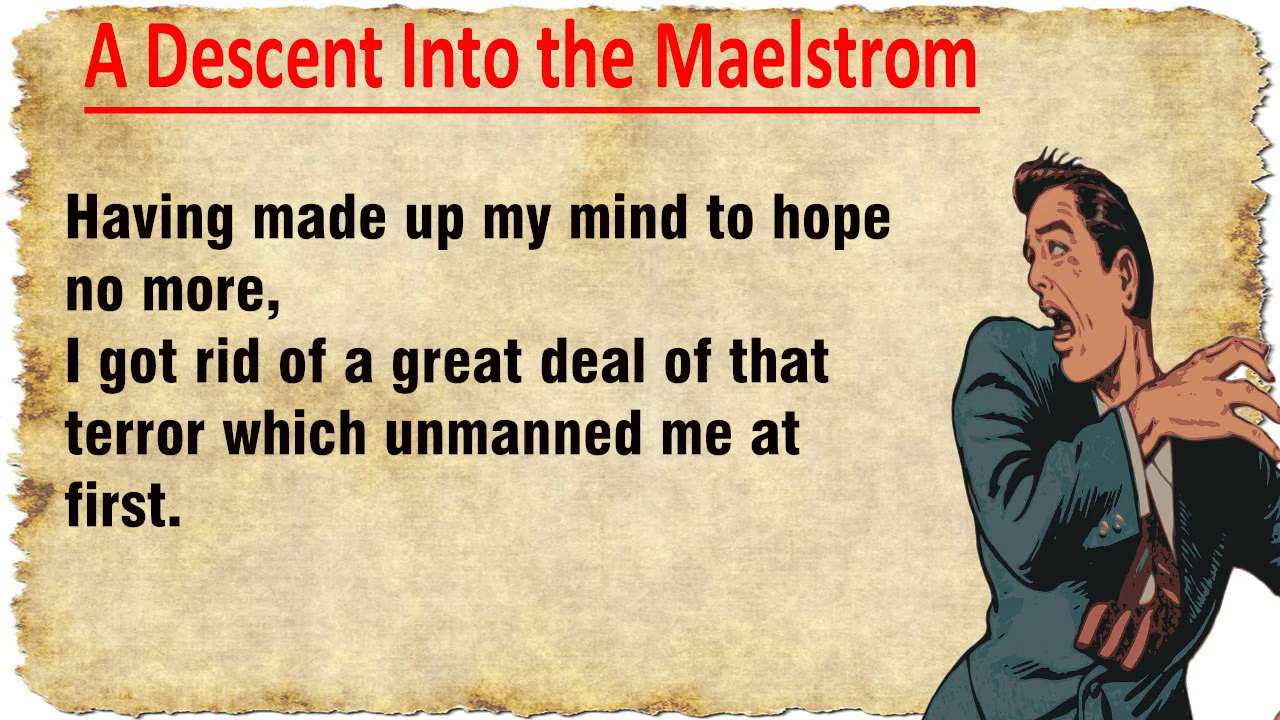 A Descent Into the Maelstrom
Having made up my mind to hope
no more,
I got rid of a great deal of that
terror which unmanned me at
first.